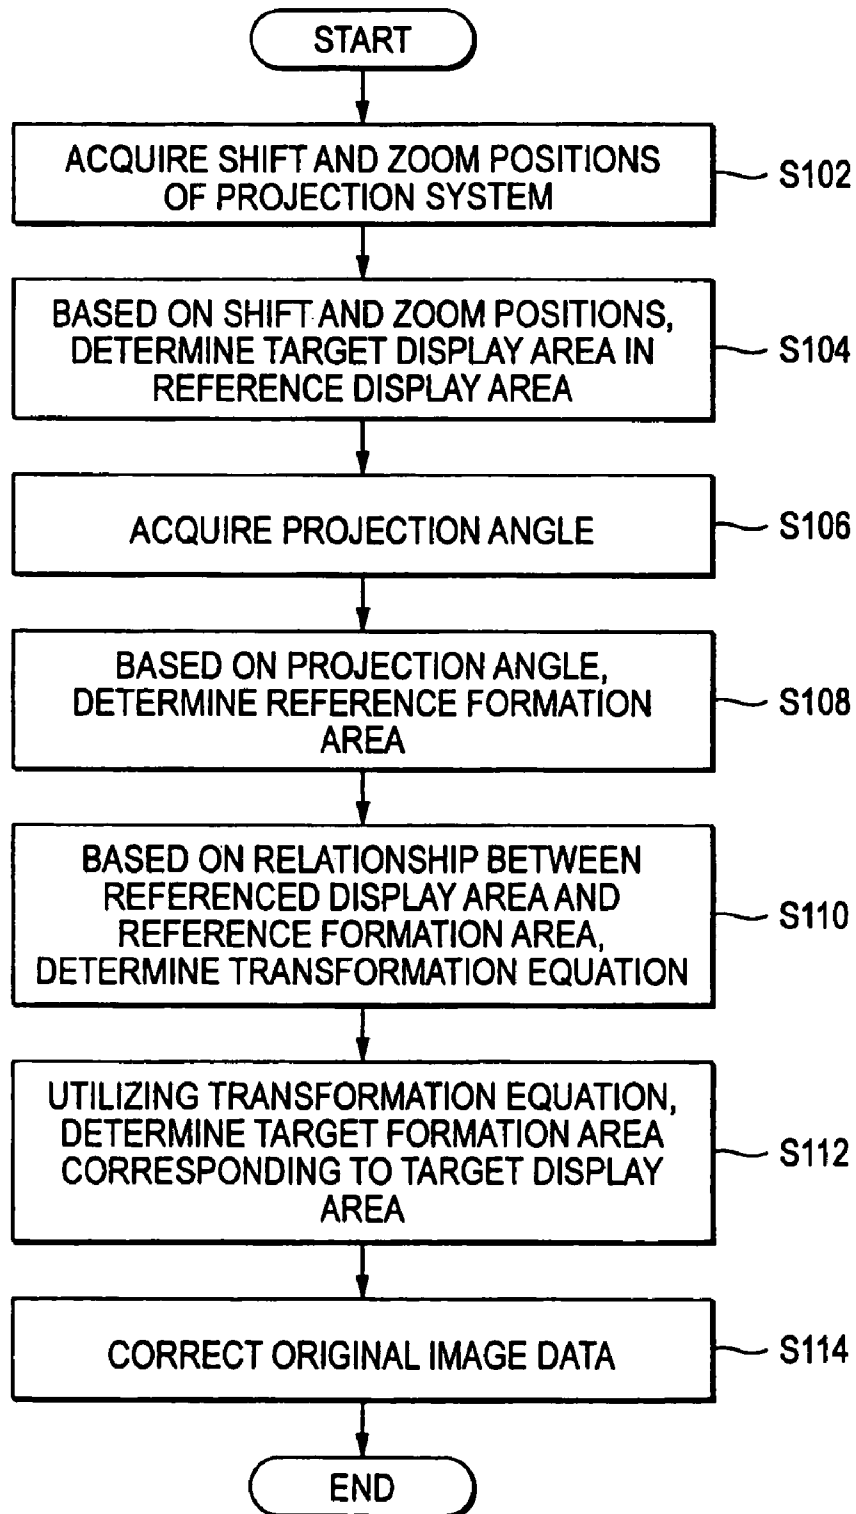 START
ACQUIRE SHIFT AND ZOOM POSITIONS
OF PROJECTION SYSTEM
S102
BASED ON SHIFT AND ZOOM POSITIONS,
DETERMINE TARGET DISPLAY AREA IN
REFERENCE DISPLAY AREA
S104
ACQUIRE PROJECTION ANGLE
S106
BASED ON PROJECTION ANGLE,
DETERMINE REFERENCE FORMATION
AREA
S108
BASED ON RELATIONSHIP BETWEEN
REFERENCED DISPLAY AREA AND
REFERENCE FORMATION AREA,
DETERMINE TRANSFORMATION EQUATION
S110
UTILIZING TRANSFORMATION EQUATION,
DETERMINE TARGET FORMATION AREA
CORRESPONDING TO TARGET DISPLAY
AREA
S112
CORRECT ORIGINAL IMAGE DATA
S114
END